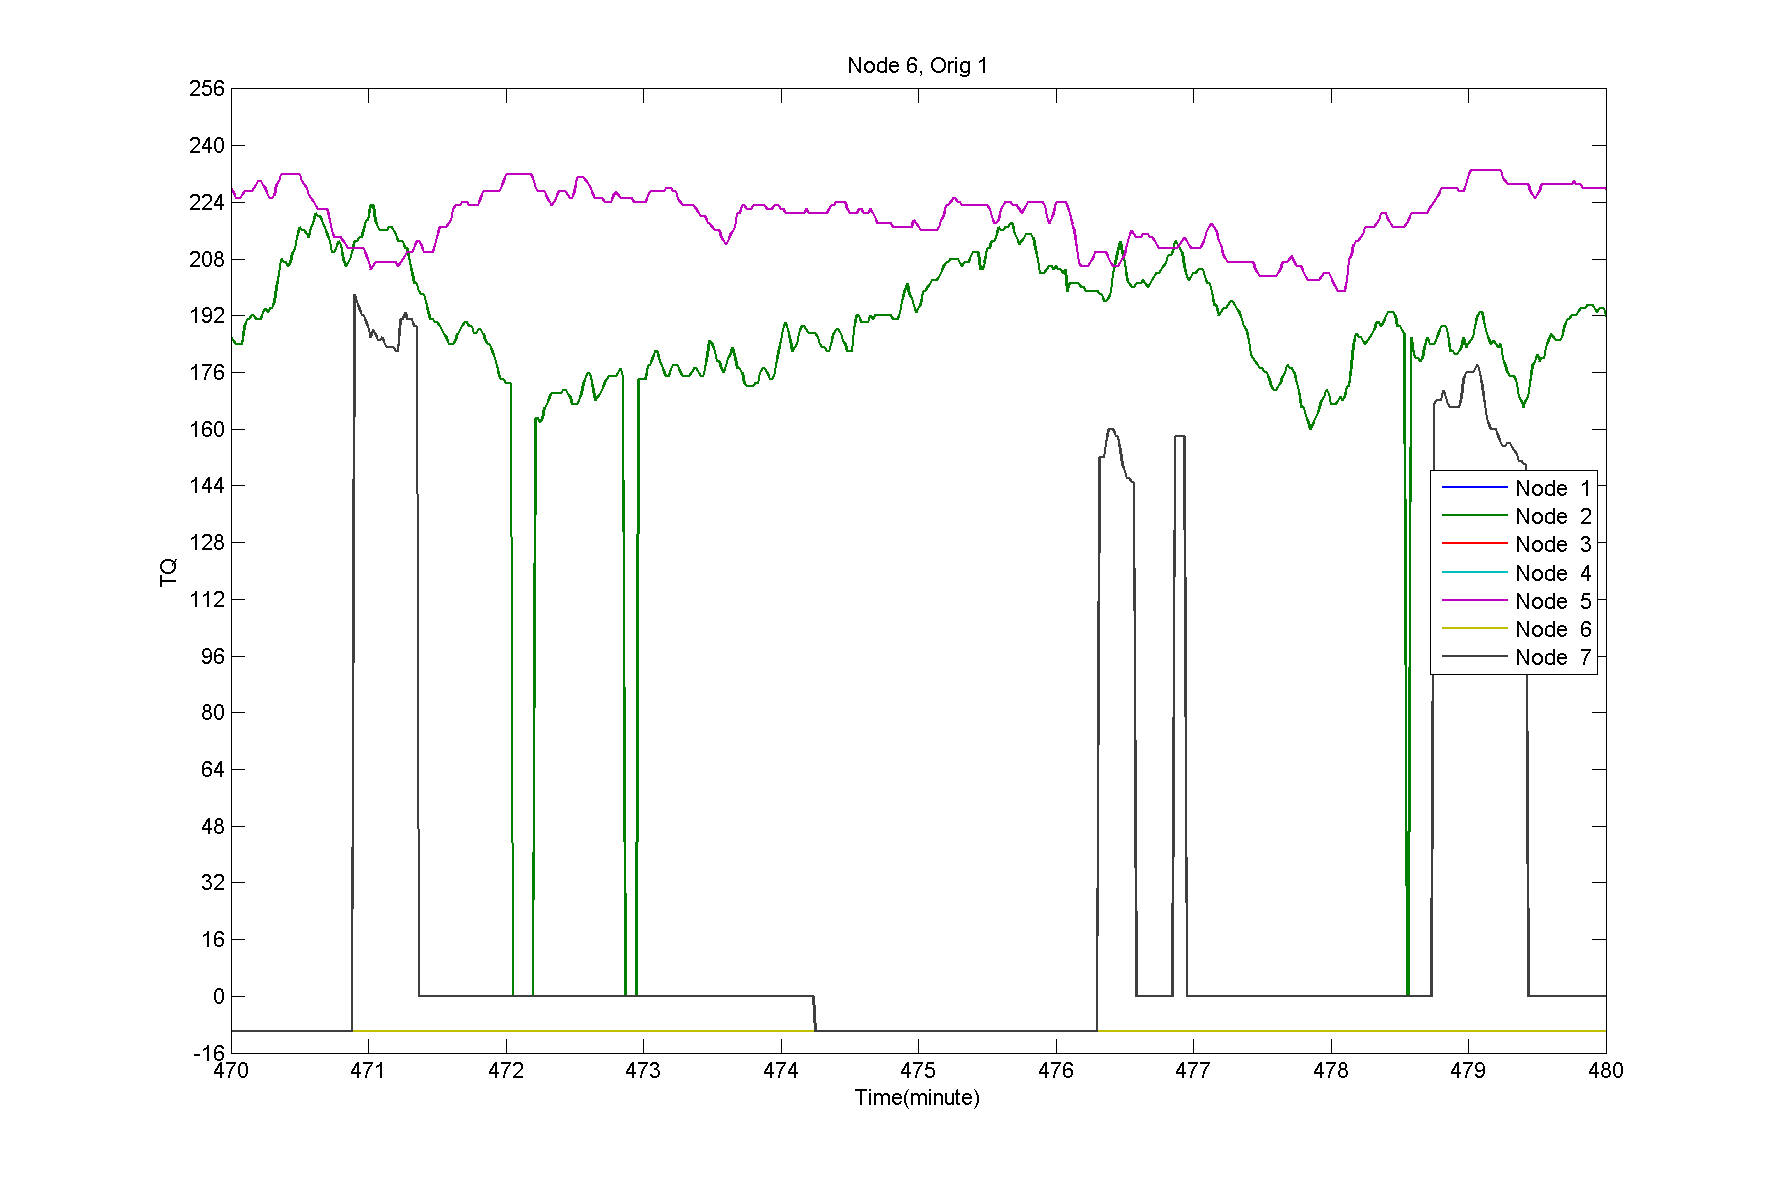 Node 6, Orig 1
256
240
224
208
192
176
160
144
128
112
96
80
64
48
32
16
0
-16
TQ
Node 1
Node 2
Node 3
Node 4
Node 5
Node 6
Node 7
470 471 472 473 474 475 476 477 478 479 480
Time(minute)